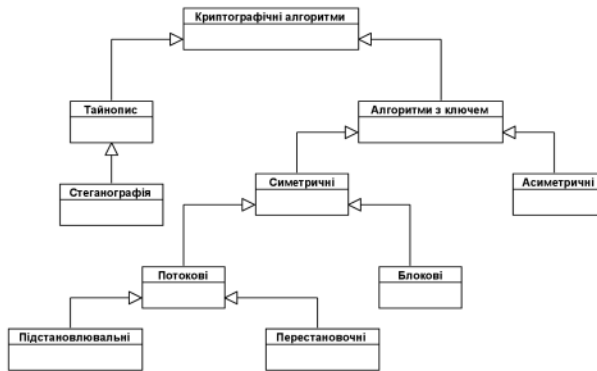 Криптографічні алгоритми
Тайнопис
Алгоритми з ключем
Стеганографія
Симетричні
Асиметричні
Потокові
Блокові
Підстановлювальні
Перестановочні